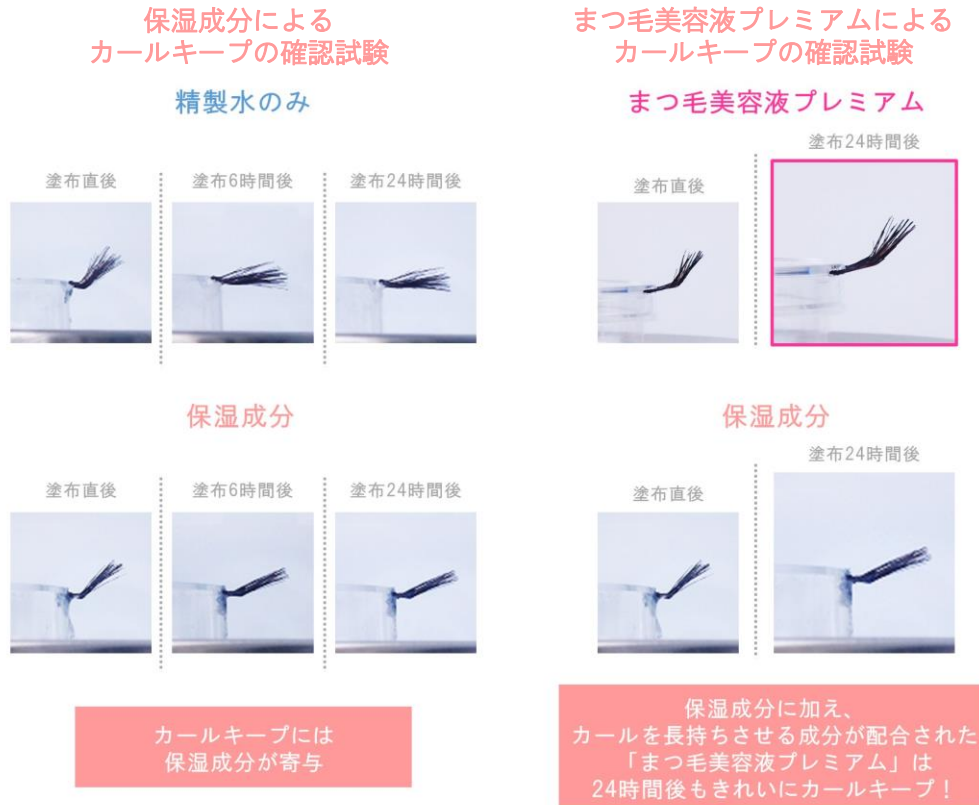 保湿成分による
カールキープの確認試験
精製水のみ
塗布直後
塗布6時間後
塗布24時間後
保湿成分
塗布直後
塗布6時間後
塗布24時間後
カールキープには
保湿成分が寄与
まつ毛美容液プレミアムによる
カールキープの確認試験
まつ毛美容液プレミアム
塗布直後
塗布24時間後
保湿成分
塗布直後
塗布24時間後
保湿成分に加え、
カールを長持ちさせる成分が配合された
「まつ毛美容液プレミアム」は
24時間後もきれいにカールキープ！